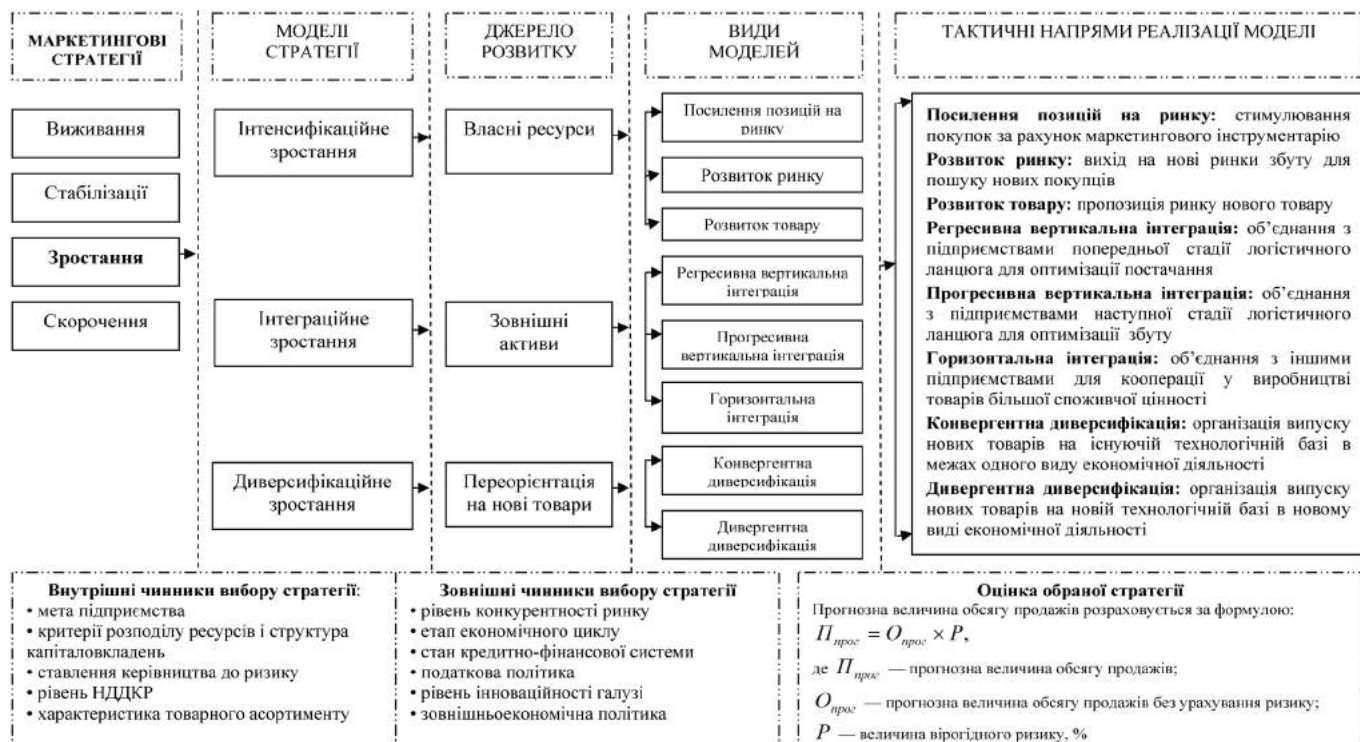 МАРКЕТИНГОВІ
СТРАТЕГІЇ
МОДЕЛІ
СТРАТЕГІЇ
ДЖЕРЕЛО
РОЗВИТКУ
ВИДИ
МОДЕЛЕЙ
ТАКТИЧНІ НАПРЯМИ РЕАЛІЗАЦІЇ МОДЕЛІ
Виживання
Стабілізації
Зростання
Скорочення
Інтенсифікаційне
зростання
Інтеграційне
зростання
Диверсифікаційне
зростання
Власні ресурси
Зовнішні
активи
Переорієнтація
на нові товари
Посилення позицій на
ринку
Розвиток ринку
Розвиток товару
Регресивна вертикальна
інтеграція
Прогресивна
вертикальна інтеграція
Горизонтальна
інтеграція
Конвергентна
диверсифікація
Дивергентна
диверсифікація
Посилення позицій на ринку: стимулювання
покупок за рахунок маркетингового інструментарію
Розвиток ринку: вихід на нові ринки збуту для
пошуку нових покупців
Розвиток товару: пропозиція ринку нового товару
Регресивна вертикальна інтеграція: об’єднання з
підприємствами попередньої стадії логістичного
ланцюга для оптимізації постачання
Прогресивна вертикальна інтеграція: об’єднання
з підприємствами наступної стадії логістичного
ланцюга для оптимізації збуту
Горизонтальна інтеграція: об’єднання з іншими
підприємствами для кооперації у виробництві
товарів більшої споживчої цінності
Конвергентна диверсифікація: організація випуску
нових товарів на існуючій технологічній базі в
межах одного виду економічної діяльності
Дивергентна диверсифікація: організація випуску
нових товарів на новій технологічній базі в новому
виді економічної діяльності
Внутрішні чинники вибору стратегії:
• мета підприємства
• критерії розподілу ресурсів і структура
капіталовкладень
• ставлення керівництва до ризику
• рівень НДДКР
• характеристика товарного асортименту
Зовнішні чинники вибору стратегії
• рівень конкурентності ринку
• етап економічного циклу
• стан кредитно-фінансової системи
• податкова політика
• рівень інноваційності галузі
• зовнішньоекономічна політика
Оцінка обраної стратегії
Прогнозна величина обсягу продажів розраховується за формулою:
П_прог = О_прог × Р,
де П_прог — прогнозна величина обсягу продажів;
О_прог — прогнозна величина обсягу продажів без урахування ризику;
Р — величина вірогідного ризику, %